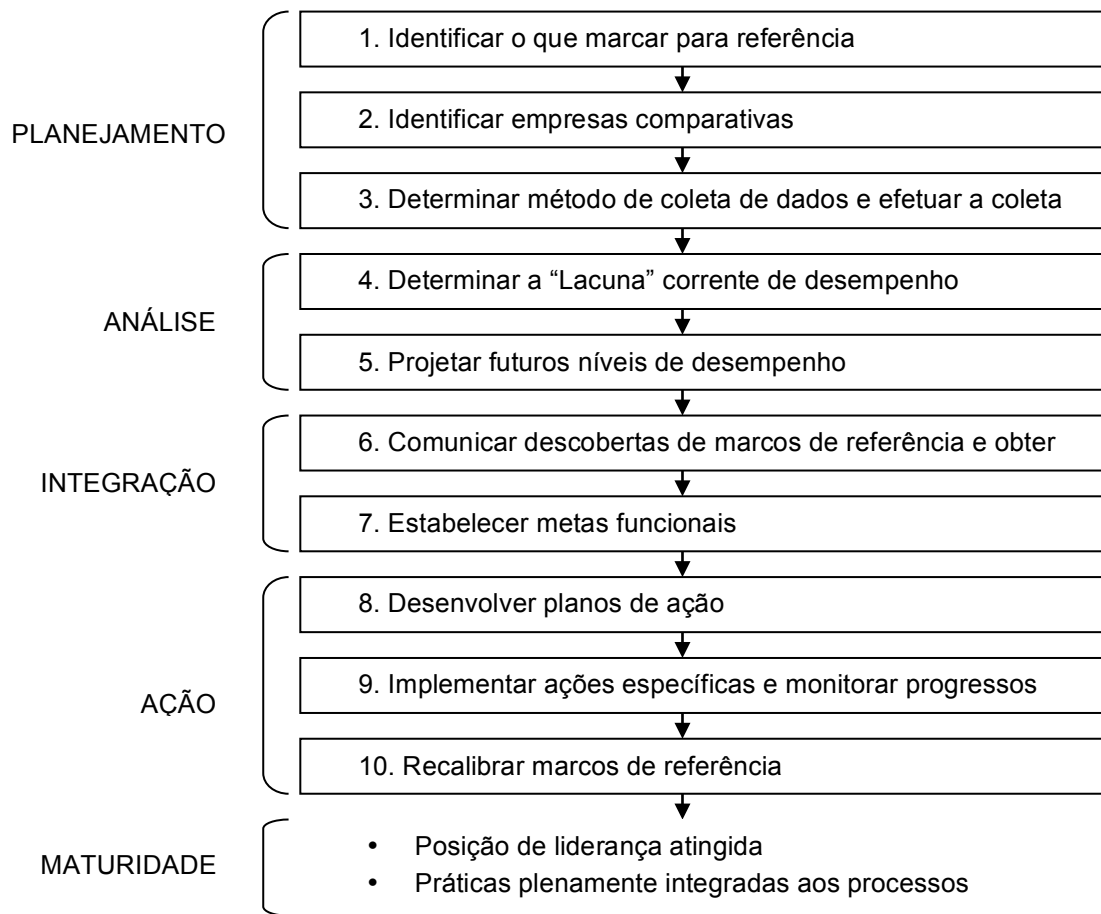 1. Identificar o que marcar para referência
2. Identificar empresas comparativas
PLANEJAMENTO
3. Determinar método de coleta de dados e efetuar a coleta
4. Determinar a “Lacuna” corrente de desempenho
ANÁLISE
5. Projetar futuros níveis de desempenho
6. Comunicar descobertas de marcos de referência e obter
INTEGRAÇÃO
7. Estabelecer metas funcionais
8. Desenvolver planos de ação
9. Implementar ações específicas e monitorar progressos
AÇÃO
10. Recalibrar marcos de referência
• Posição de liderança atingida
MATURIDADE
• Práticas plenamente integradas aos processos